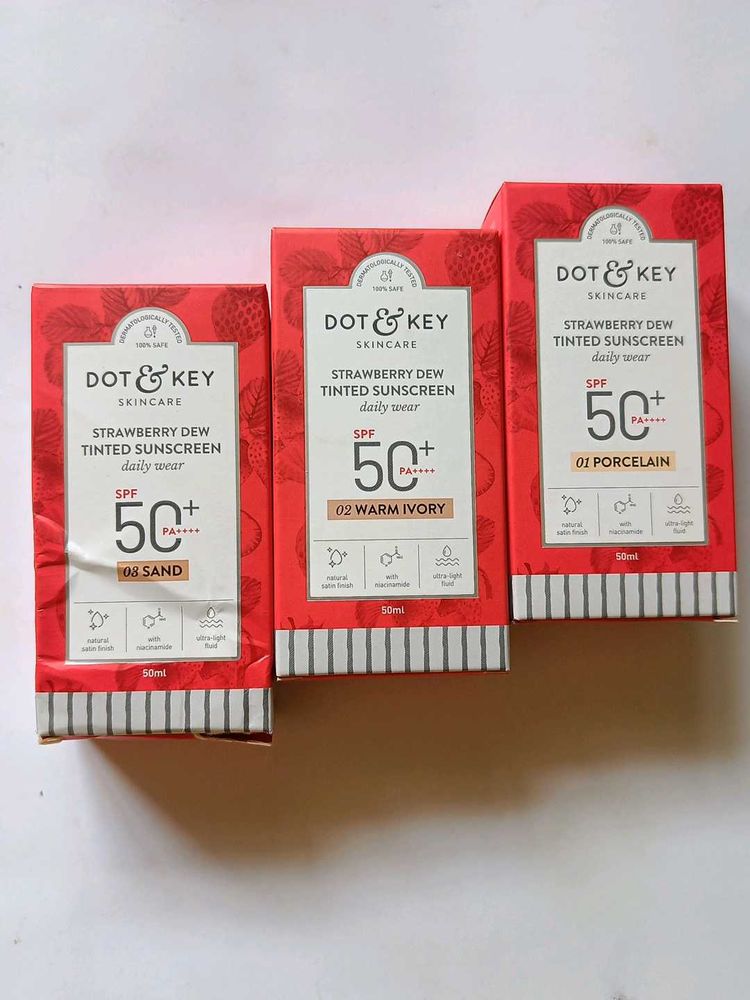 DERMATOLOGICALLY TESTED
100% SAFE
DOT & KEY
SKINCARE
STRAWBERRY DEW
TINTED SUNSCREEN
daily wear
SPF
50+
PA++++
03 SAND
natural
satin finish
with
niacinamide
ultra-light
fluid
50ml
DERMATOLOGICALLY TESTED
100% SAFE
DOT & KEY
SKINCARE
STRAWBERRY DEW
TINTED SUNSCREEN
daily wear
SPF
50+
PA++++
02 WARM IVORY
natural
satin finish
with
niacinamide
ultra-light
fluid
50ml
DERMATOLOGICALLY TESTED
100% SAFE
DOT & KEY
SKINCARE
STRAWBERRY DEW
TINTED SUNSCREEN
daily wear
SPF
50+
PA++++
01 PORCELAIN
natural
satin finish
with
niacinamide
ultra-light
fluid
50ml